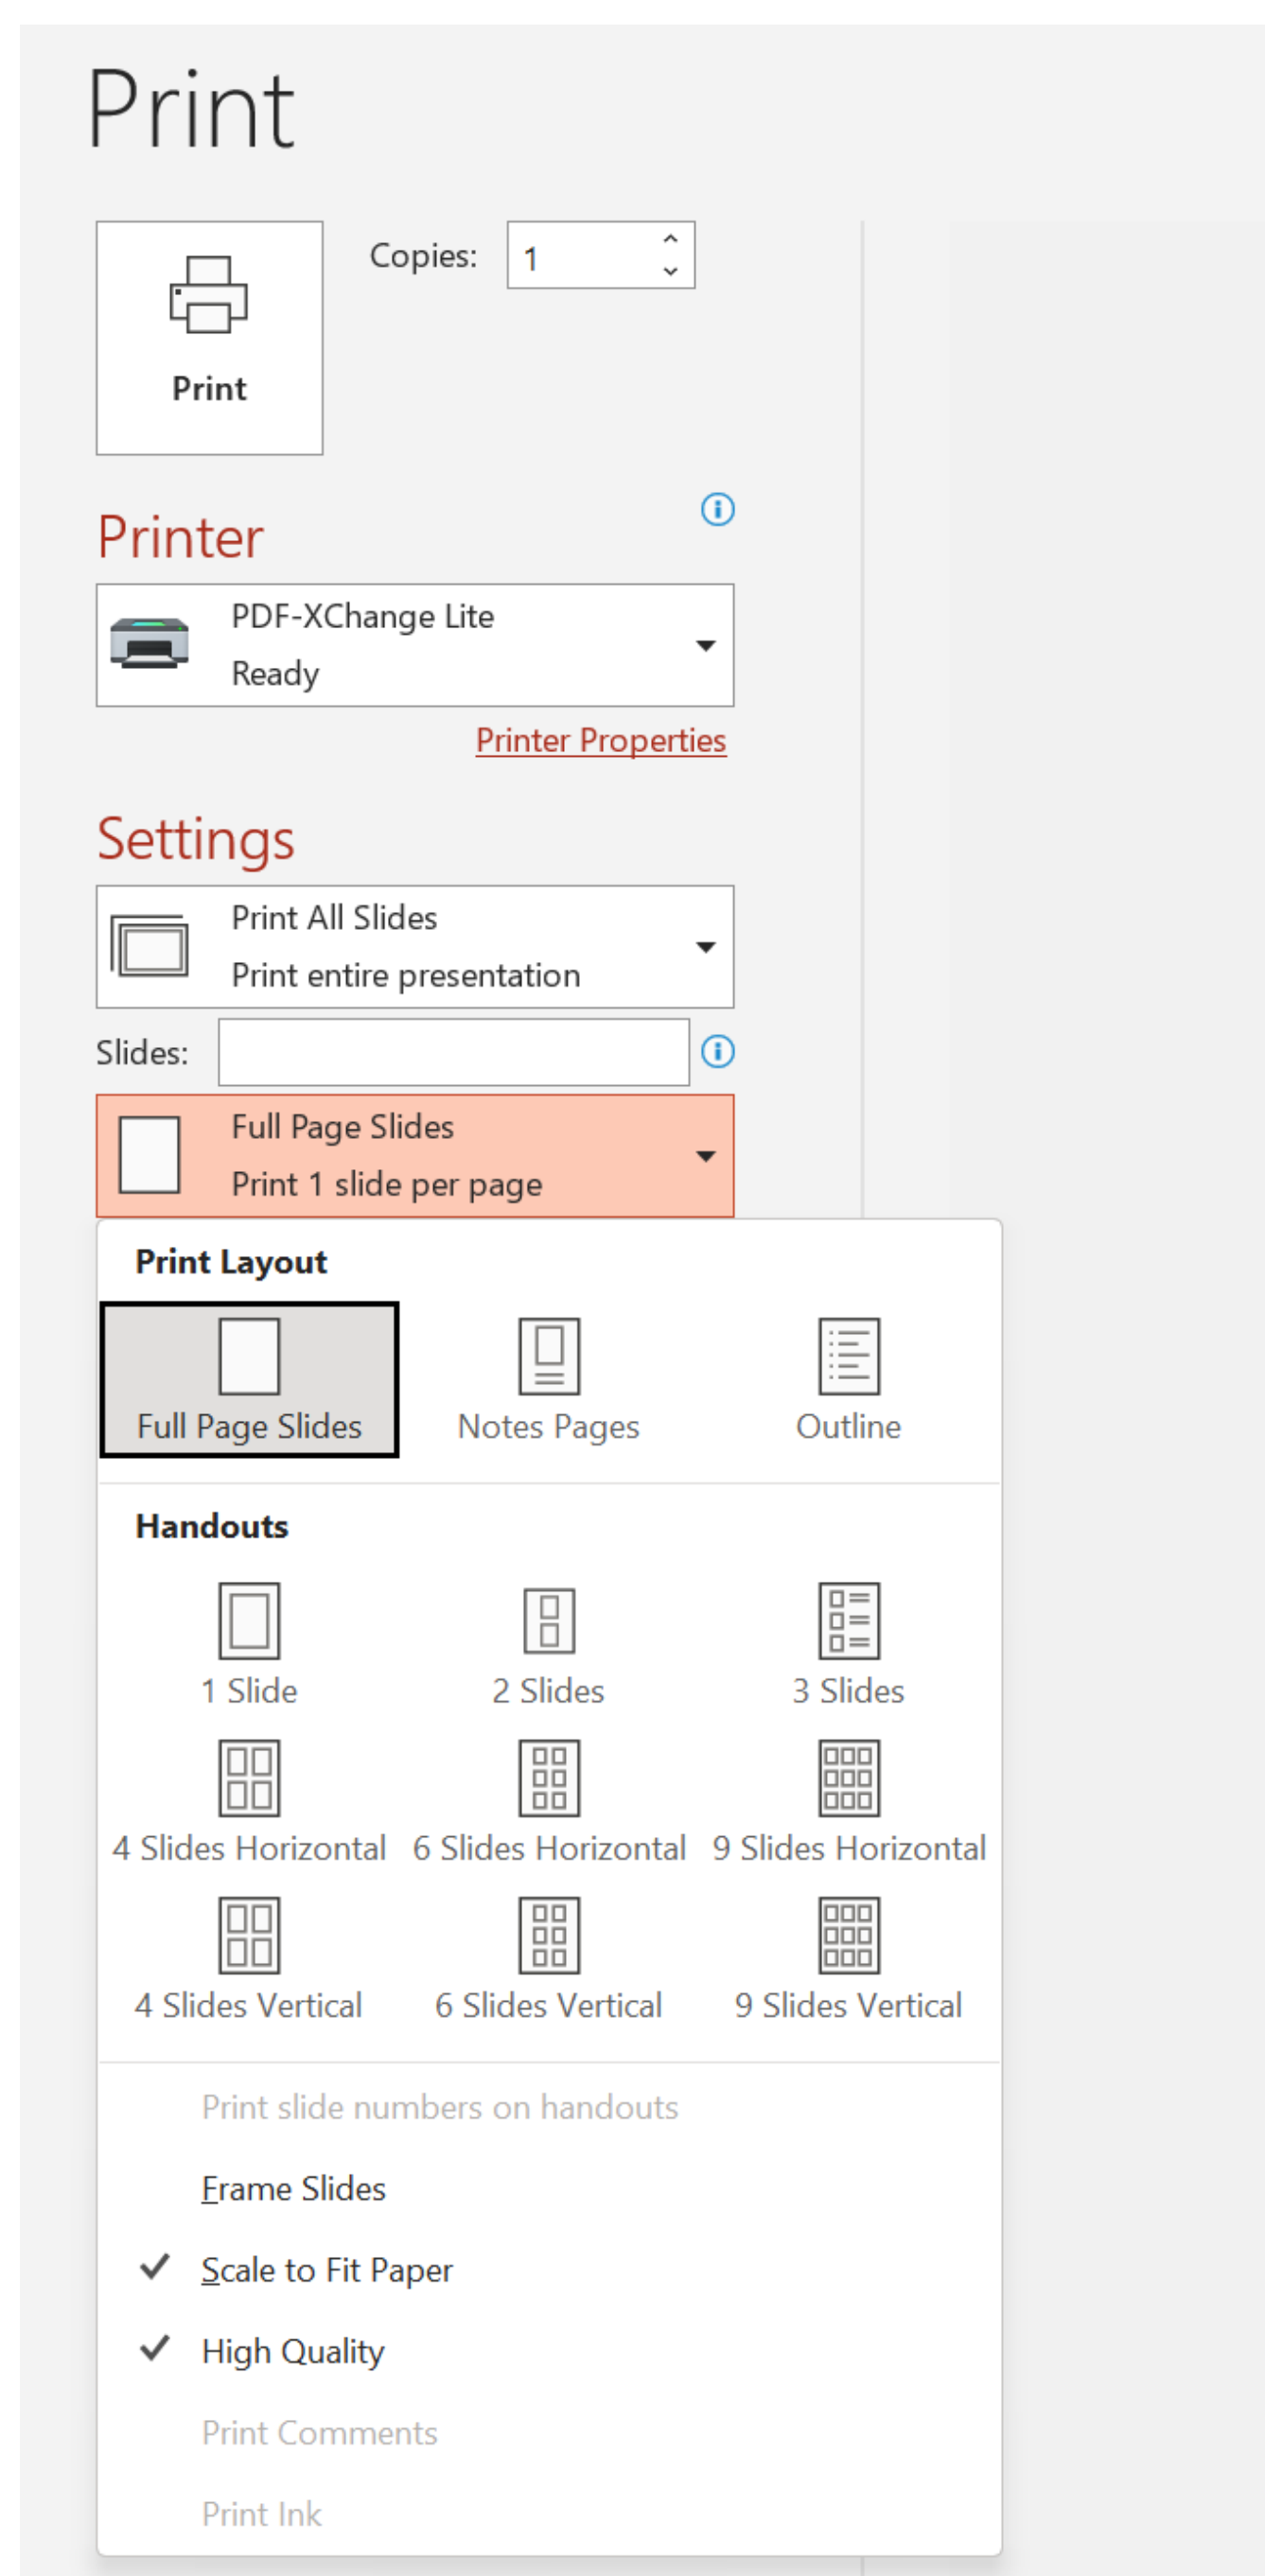 Print
Copies: 1
Print
Printer
PDF-XChange Lite
Ready
Printer Properties
Settings
Print All Slides
Print entire presentation
Slides:
Full Page Slides
Print 1 slide per page
Print Layout
Full Page Slides Notes Pages Outline
Handouts
1 Slide 2 Slides 3 Slides
4 Slides Horizontal 6 Slides Horizontal 9 Slides Horizontal
4 Slides Vertical 6 Slides Vertical 9 Slides Vertical
Print slide numbers on handouts
Frame Slides
Scale to Fit Paper
High Quality
Print Comments
Print Ink